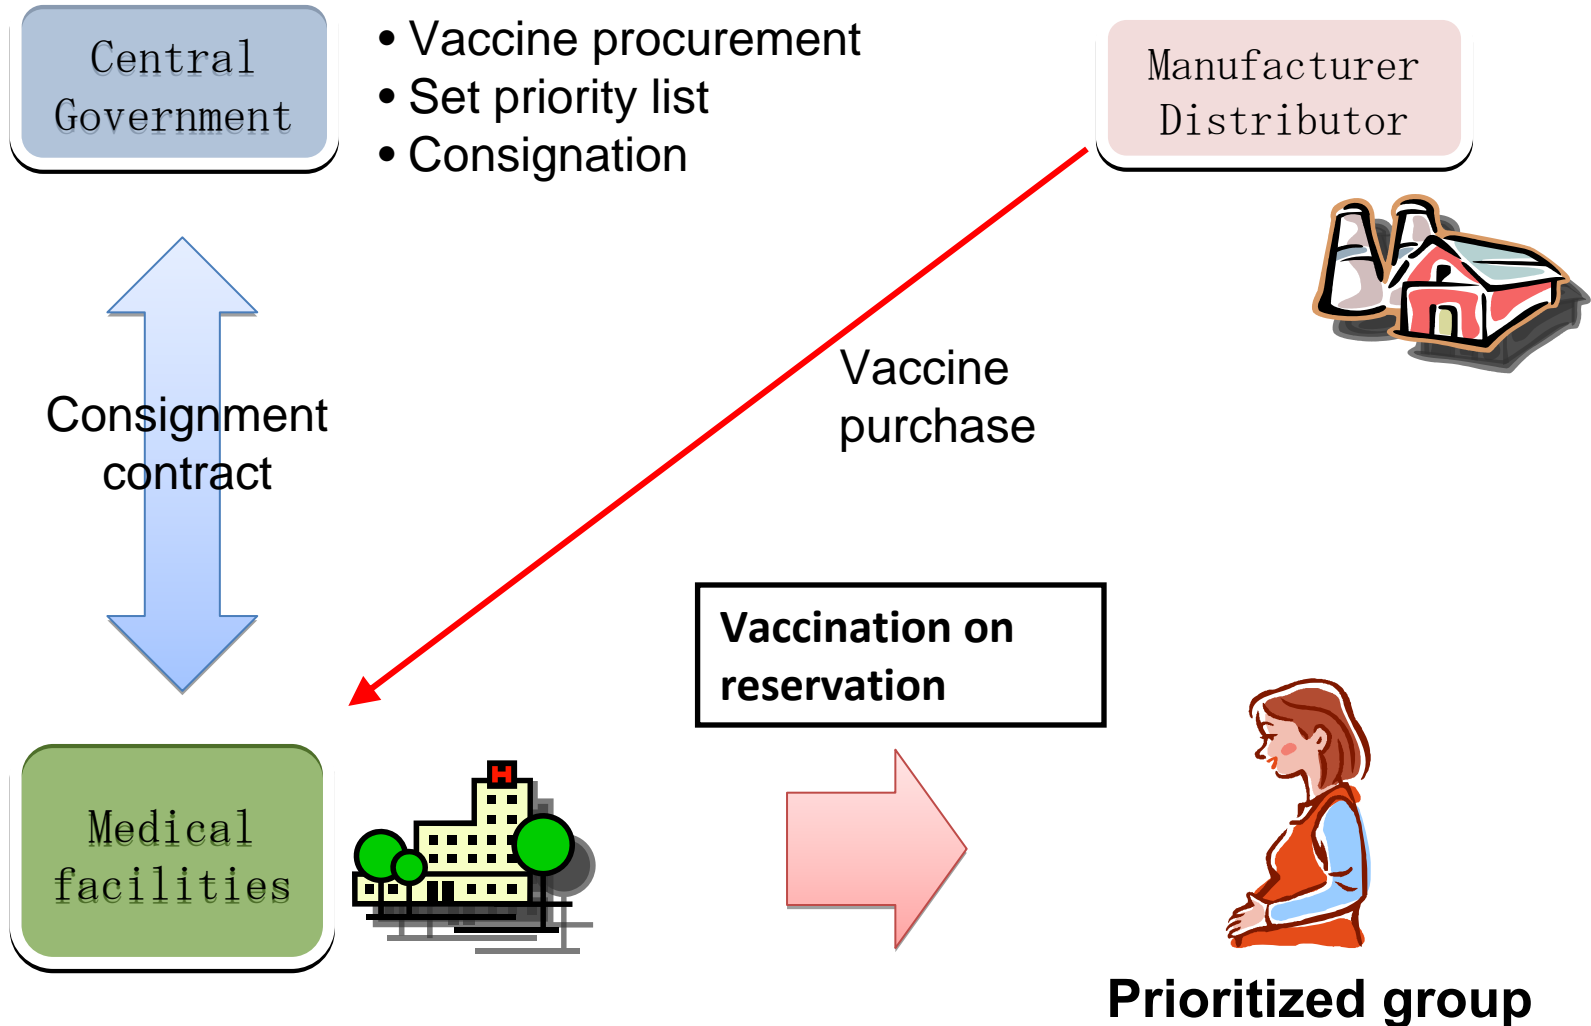 Central
Government
• Vaccine procurement
• Set priority list
• Consignation
Manufacturer
Distributor
Consignment
contract
Vaccine
purchase
Vaccination on
reservation
Medical
facilities
H
Prioritized group